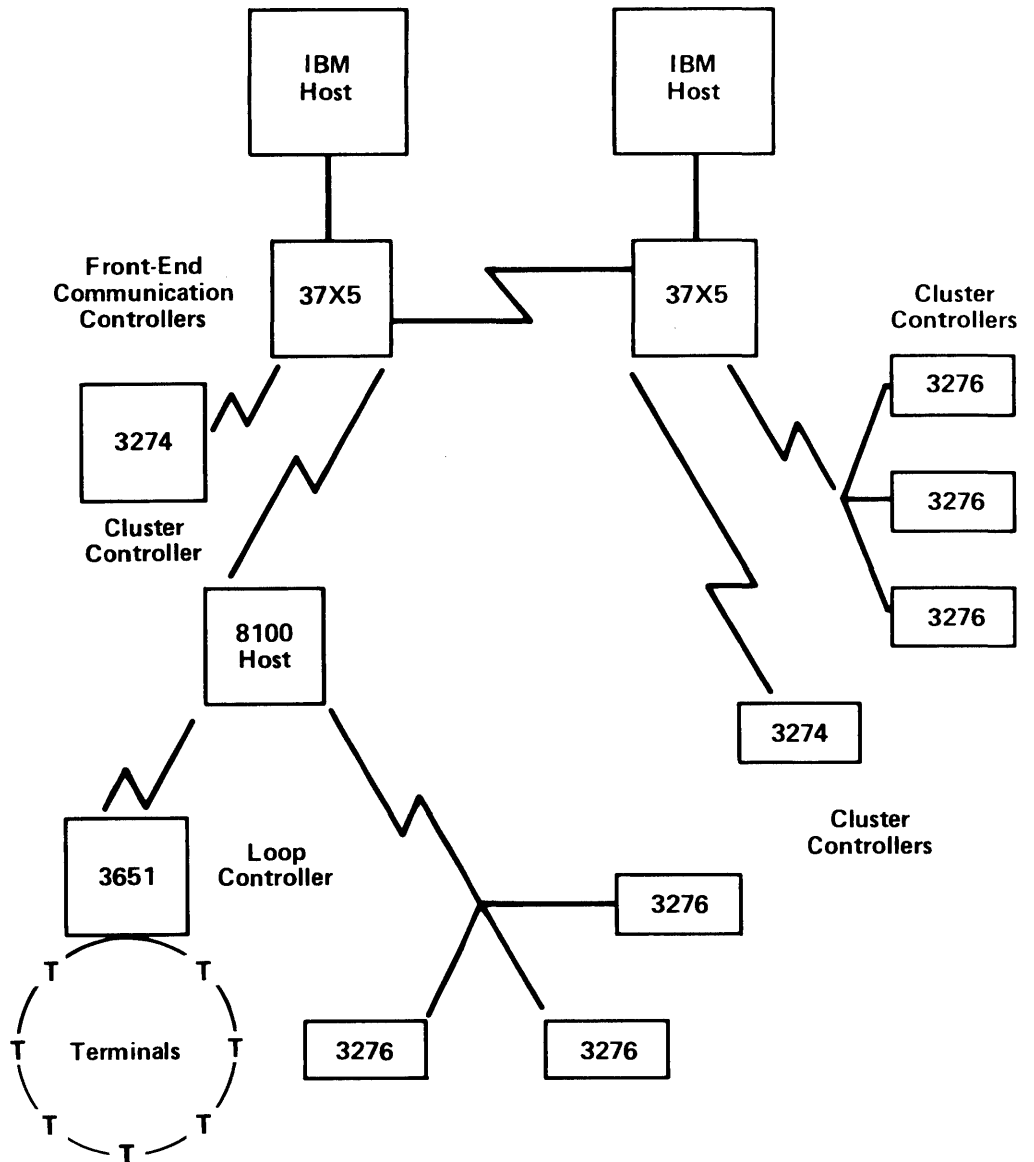 IBM
Host
IBM
Host
Front-End
Communication
Controllers
37X5
37X5
Cluster
Controllers
3276
3274
3276
Cluster
Controller
3276
8100
Host
3274
Cluster
Controllers
3651
Loop
Controller
3276
T
T
T
Terminals
T
3276
3276
T
T
T